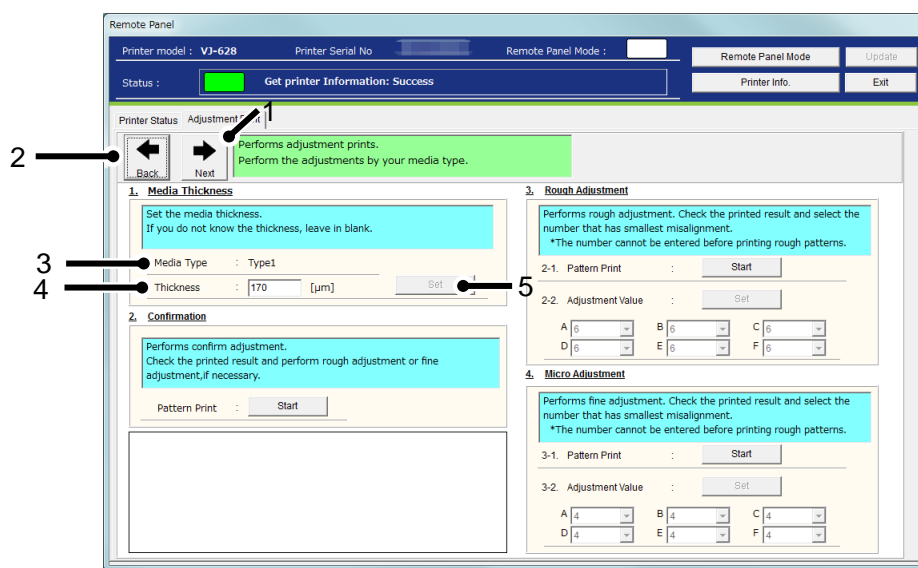 Remote Panel
Printer model : VJ-628 Printer Serial No Remote Panel Mode :
Remote Panel Mode Update
Status : Get printer Information: Success
Printer Info. Exit
1
Printer Status Adjustment
2
Back Next
Performs adjustment prints.
Perform the adjustments by your media type.
1. Media Thickness
Set the media thickness.
If you do not know the thickness, leave in blank.
3
Media Type : Type1
4
Thickness : 170 [µm] Set
5
2. Confirmation
Performs confirm adjustment.
Check the printed result and perform rough adjustment or fine
adjustment,if necessary.
Pattern Print : Start
3. Rough Adjustment
Performs rough adjustment. Check the printed result and select the
number that has smallest misalignment.
*The number cannot be entered before printing rough patterns.
2-1. Pattern Print : Start
2-2. Adjustment Value : Set
A 6 B 6 C 6
D 6 E 6 F 6
4. Micro Adjustment
Performs fine adjustment. Check the printed result and select the
number that has smallest misalignment.
*The number cannot be entered before printing rough patterns.
3-1. Pattern Print : Start
3-2. Adjustment Value : Set
A 4 B 4 C 4
D 4 E 4 F 4